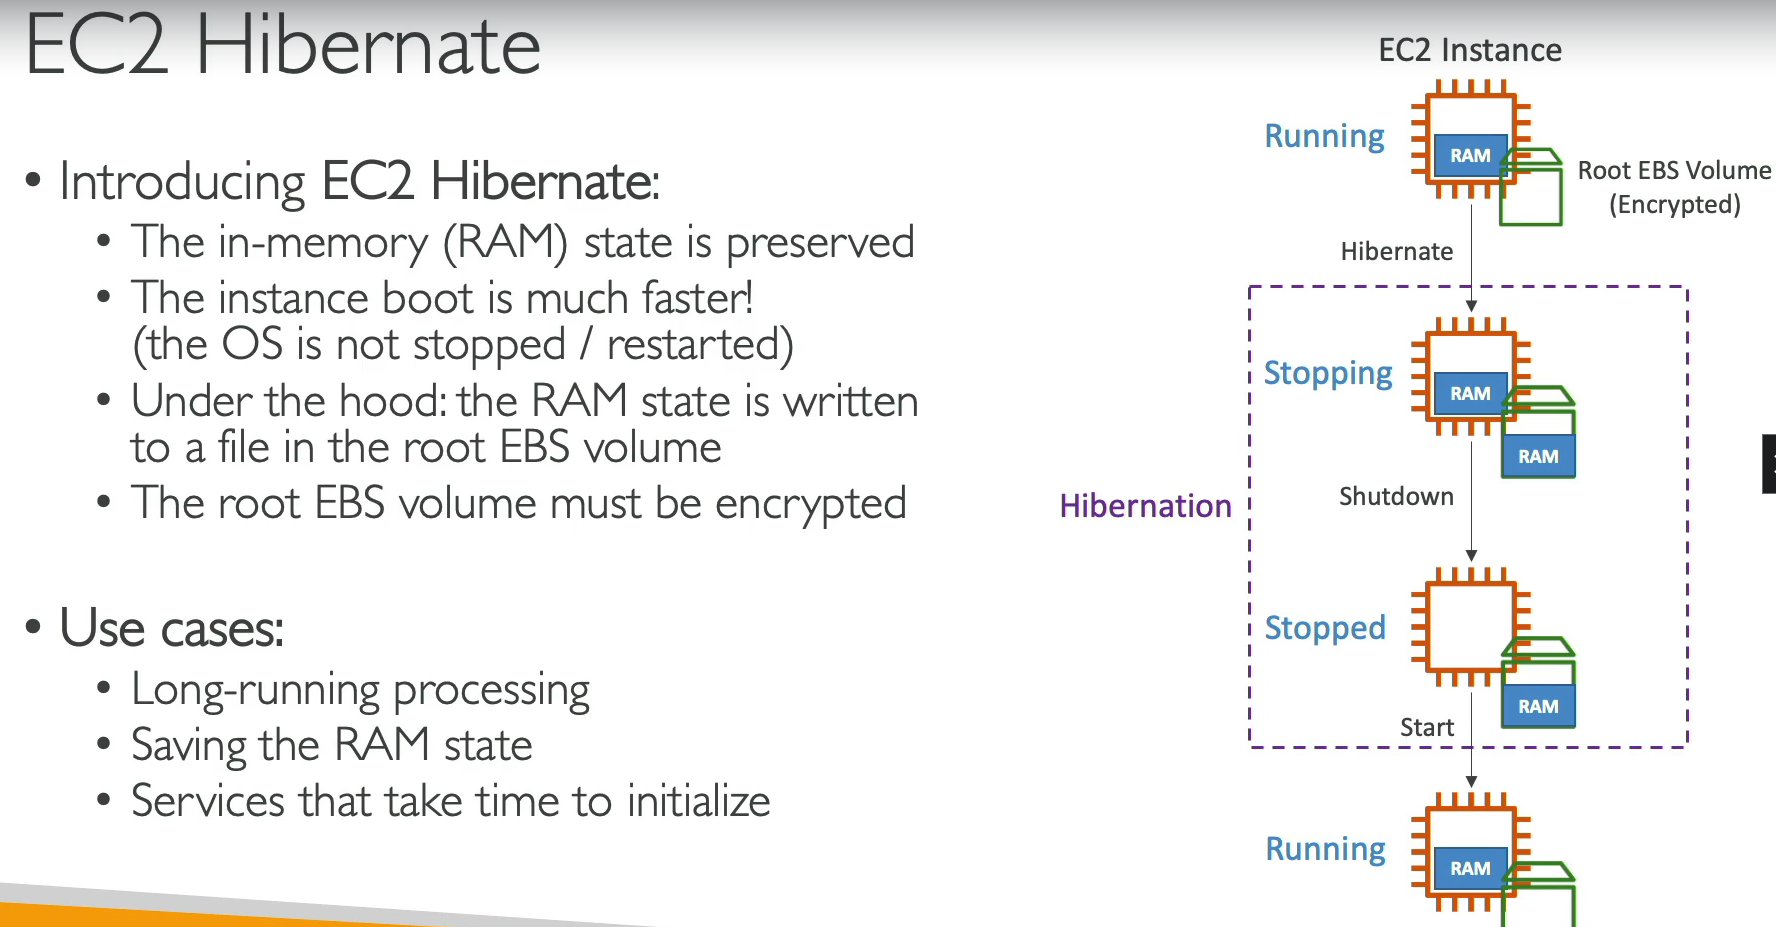 EC2 Hibernate
• Introducing EC2 Hibernate:
• The in-memory (RAM) state is preserved
• The instance boot is much faster!
(the OS is not stopped / restarted)
• Under the hood: the RAM state is written
to a file in the root EBS volume
• The root EBS volume must be encrypted
• Use cases:
• Long-running processing
• Saving the RAM state
• Services that take time to initialize
EC2 Instance
Running
RAM
Root EBS Volume
(Encrypted)
Hibernate
Stopping
RAM
RAM
Hibernation
Shutdown
Stopped
RAM
Start
Running
RAM